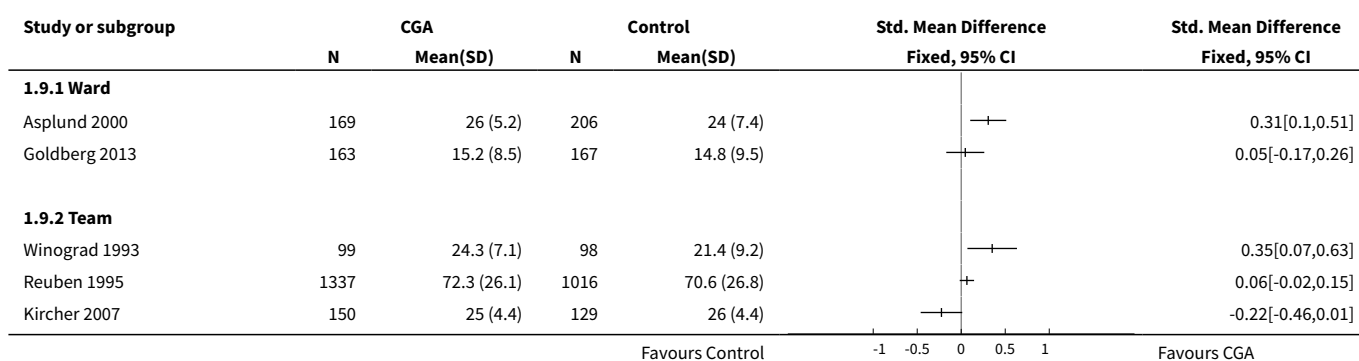 Study or subgroup CGA Control Std. Mean Difference Std. Mean Difference
N Mean(SD) N Mean(SD) Fixed, 95% CI Fixed, 95% CI
1.9.1 Ward
Asplund 2000 169 26 (5.2) 206 24 (7.4) 0.31[0.1,0.51]
Goldberg 2013 163 15.2 (8.5) 167 14.8 (9.5) 0.05[-0.17,0.26]
1.9.2 Team
Winograd 1993 99 24.3 (7.1) 98 21.4 (9.2) 0.35[0.07,0.63]
Reuben 1995 1337 72.3 (26.1) 1016 70.6 (26.8) 0.06[-0.02,0.15]
Kircher 2007 150 25 (4.4) 129 26 (4.4) -0.22[-0.46,0.01]
Favours Control -1 -0.5 0 0.5 1 Favours CGA